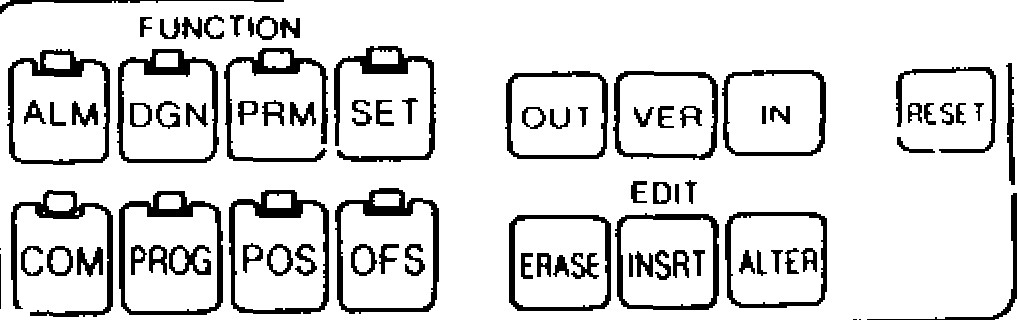 FUNCTION
ALM DGN PRM SET OUT VER IN RESET
EDIT
COM PROG POS OFS ERASE INSRT ALTER